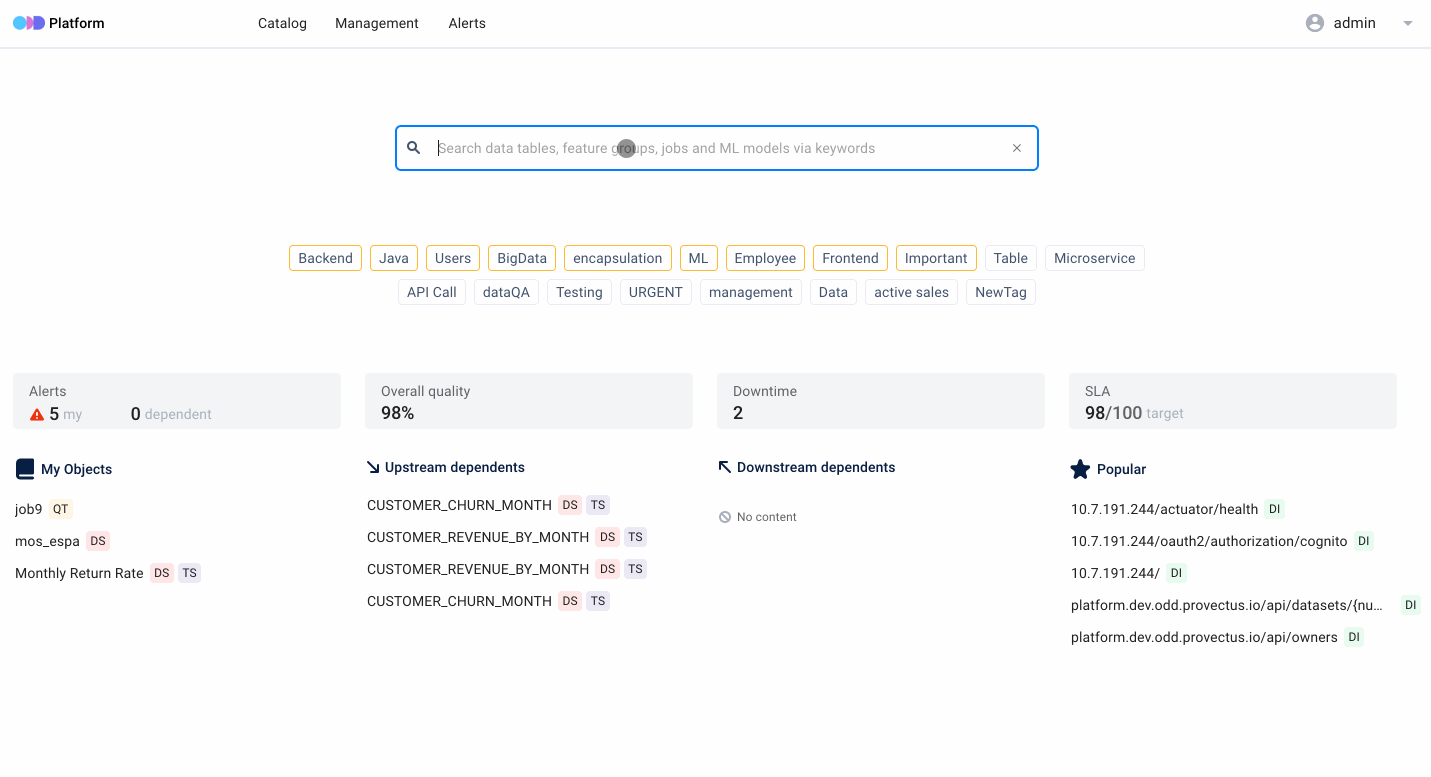 Platform Catalog Management Alerts admin
Search data tables, feature groups, jobs and ML models via keywords
Backend Java Users BigData encapsulation ML Employee Frontend Important Table Microservice
API Call dataQA Testing URGENT management Data active sales NewTag
Alerts
5 my 0 dependent
Overall quality
98%
Downtime
2
SLA
98/100 target
My Objects
job9 QT
mos_espa DS
Monthly Return Rate DS TS
Upstream dependents
CUSTOMER_CHURN_MONTH DS TS
CUSTOMER_REVENUE_BY_MONTH DS TS
CUSTOMER_REVENUE_BY_MONTH DS TS
CUSTOMER_CHURN_MONTH DS TS
Downstream dependents
No content
Popular
10.7.191.244/actuator/health DI
10.7.191.244/oauth2/authorization/cognito DI
10.7.191.244/ DI
platform.dev.odd.provectus.io/api/datasets/{nu... DI
platform.dev.odd.provectus.io/api/owners DI